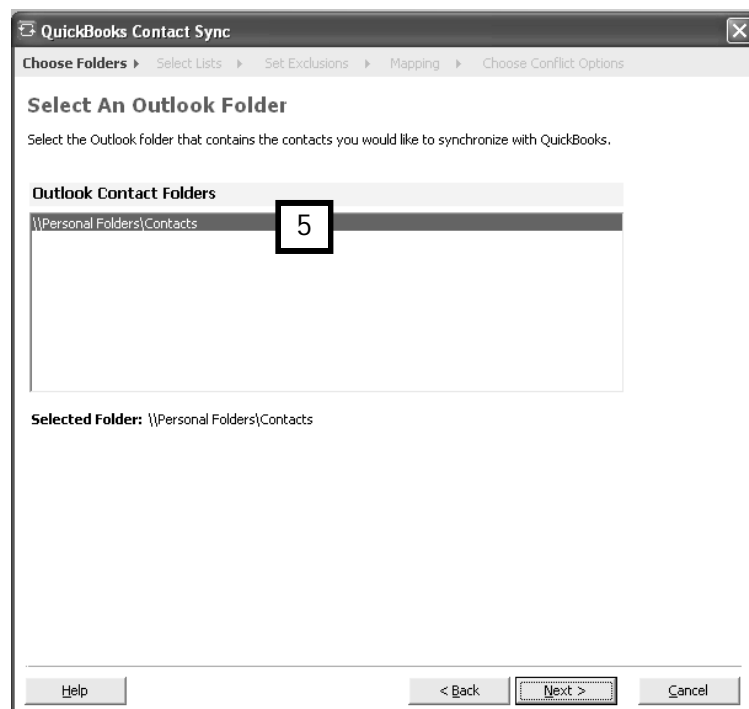 QuickBooks Contact Sync
Choose Folders Select Lists Set Exclusions Mapping Choose Conflict Options
Select An Outlook Folder
Select the Outlook folder that contains the contacts you would like to synchronize with QuickBooks.
Outlook Contact Folders
\\Personal Folders\Contacts
5
Selected Folder: \\Personal Folders\Contacts
Help < Back Next > Cancel